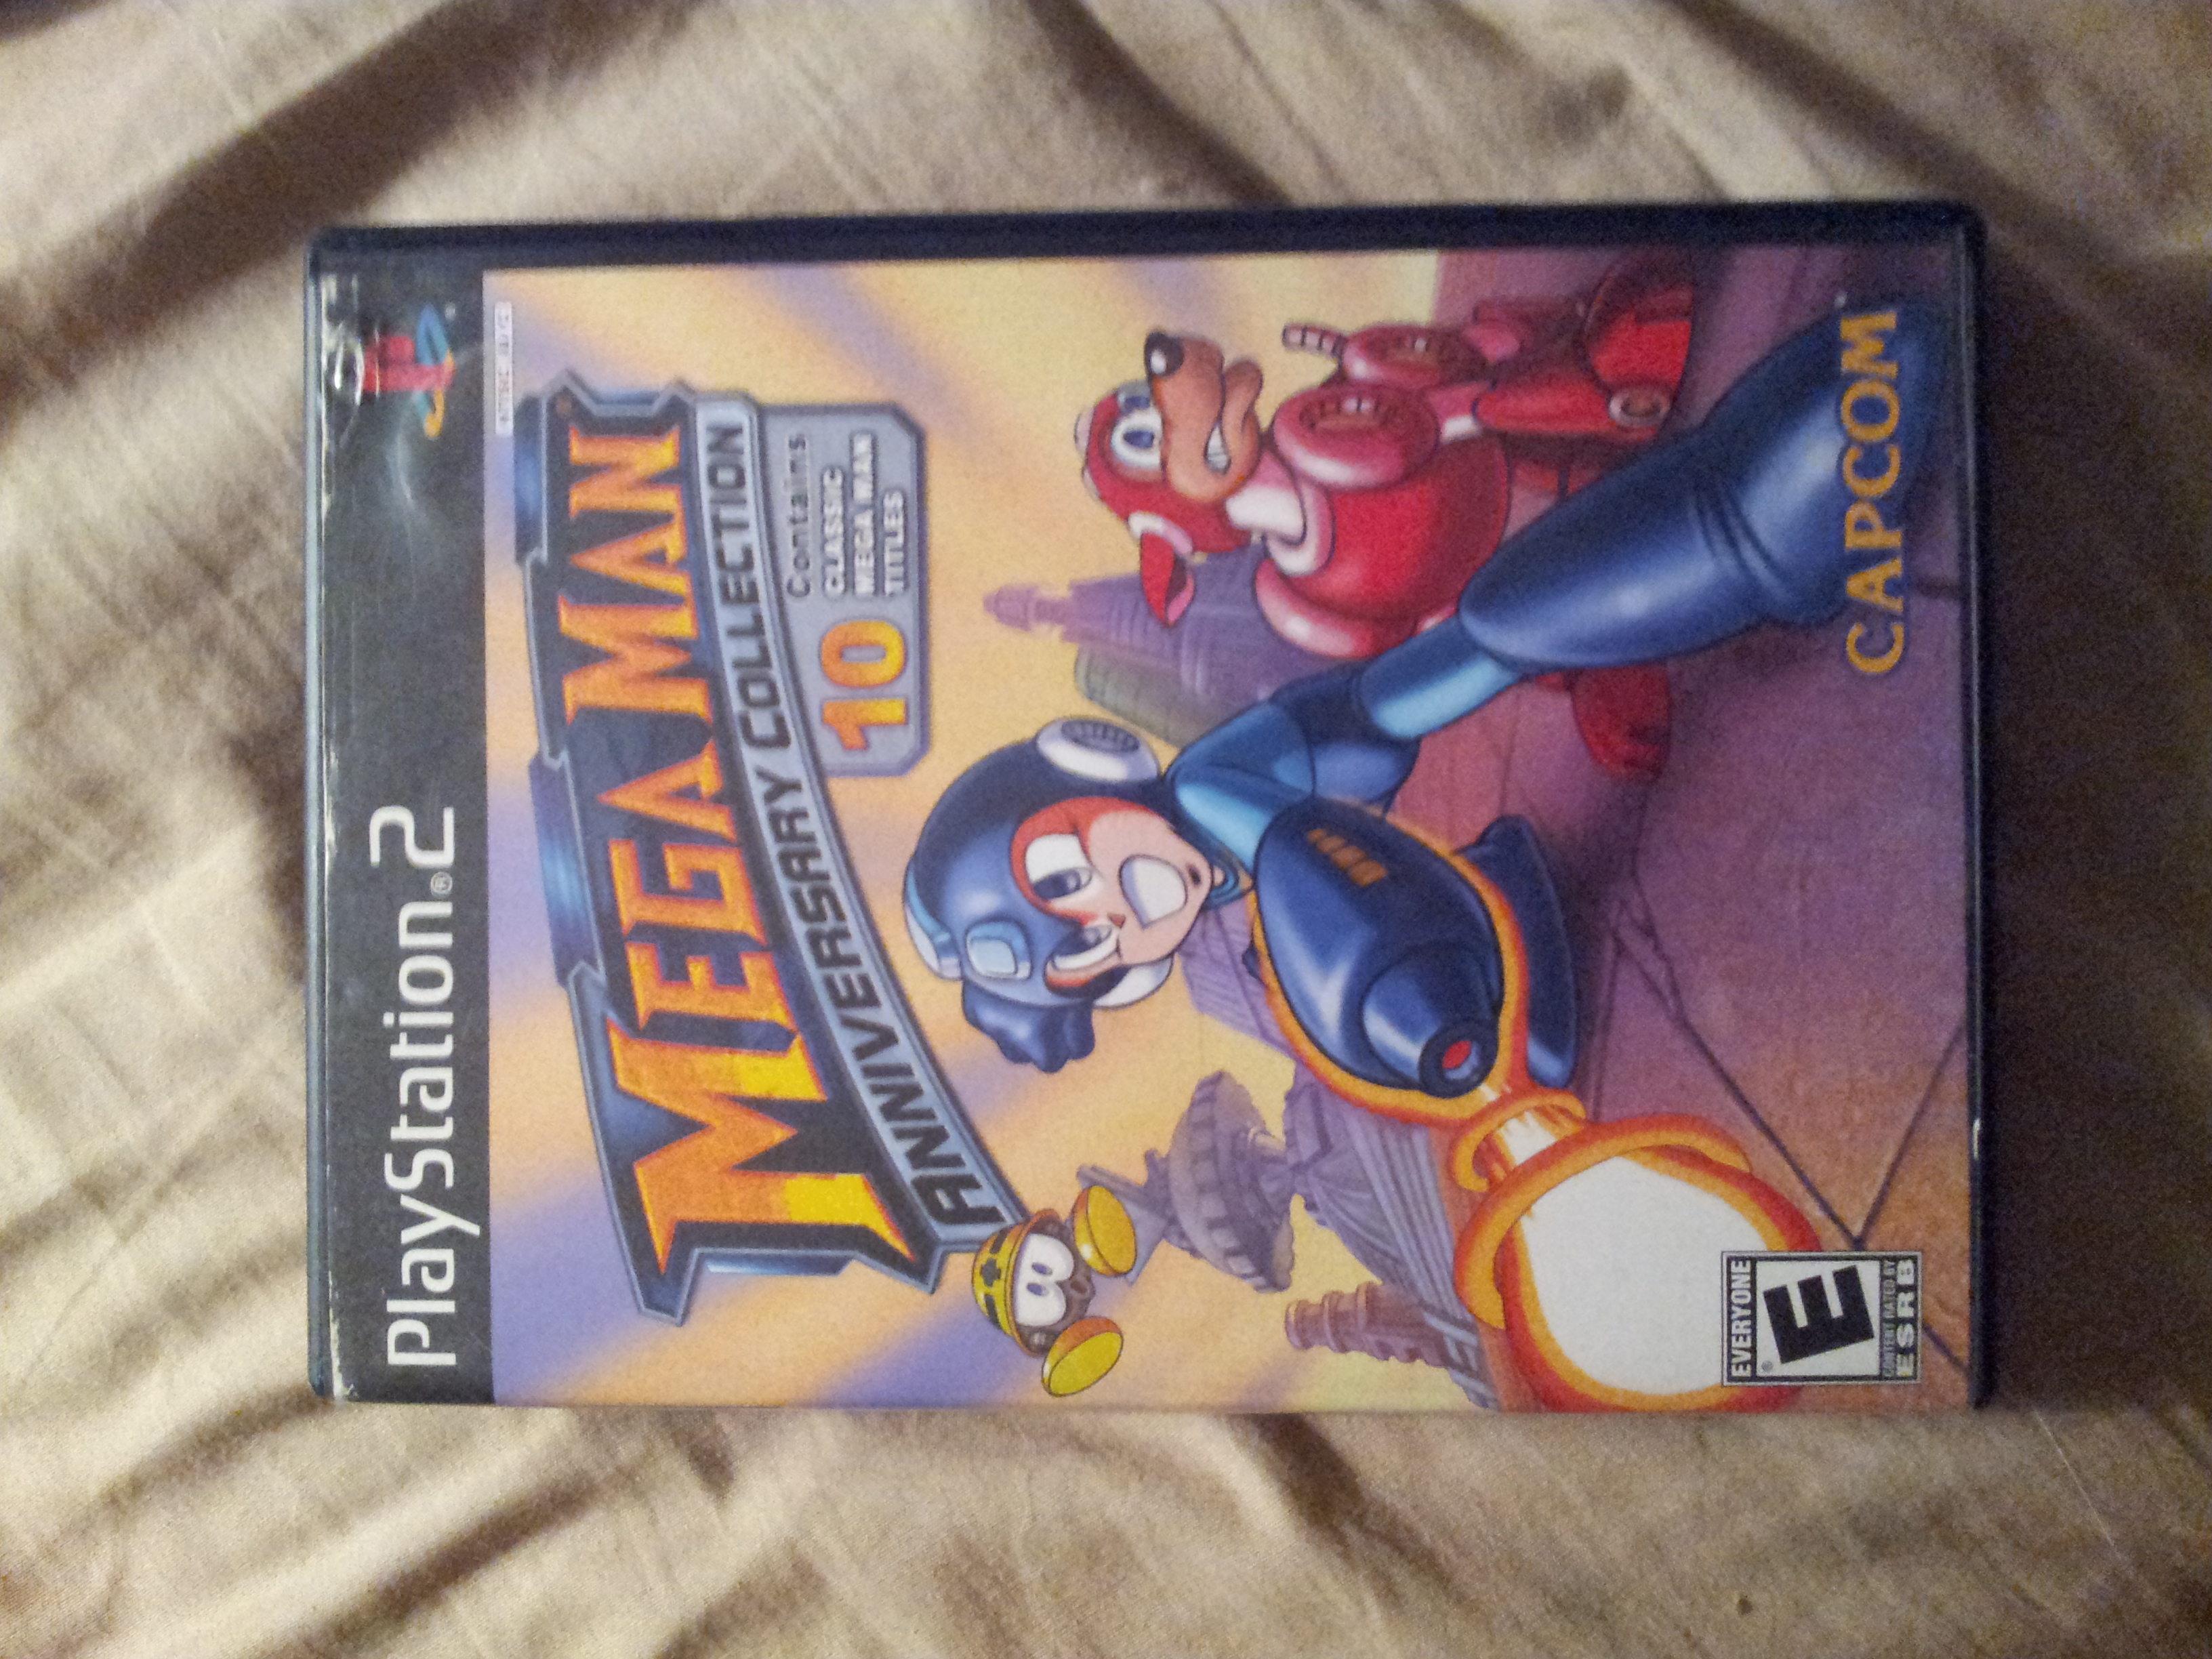 PlayStation®2
MEGA MAN
ANNIVERSARY COLLECTION
Contains
10
CLASSIC
MEGA MAN
TITLES
EVERYONE
E
CONTENT RATED BY
ESRB
CAPCOM